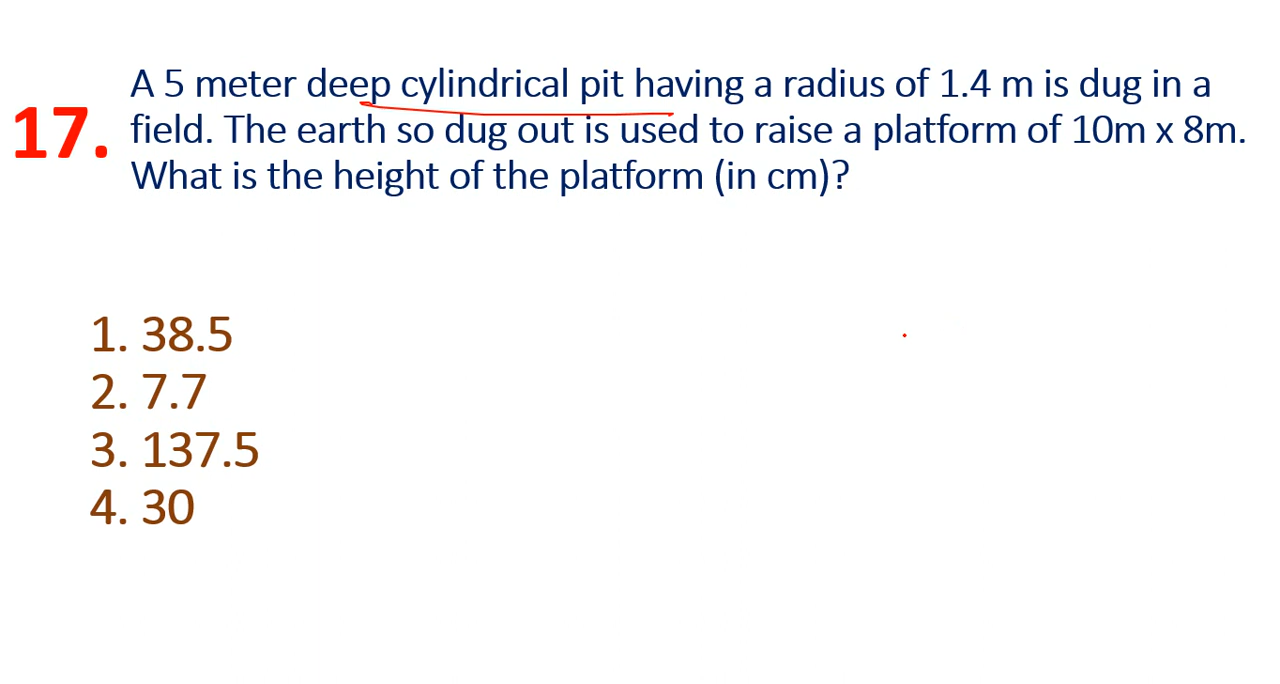 17.
A 5 meter deep cylindrical pit having a radius of 1.4 m is dug in a
field. The earth so dug out is used to raise a platform of 10m x 8m.
What is the height of the platform (in cm)?
1. 38.5
2. 7.7
3. 137.5
4. 30